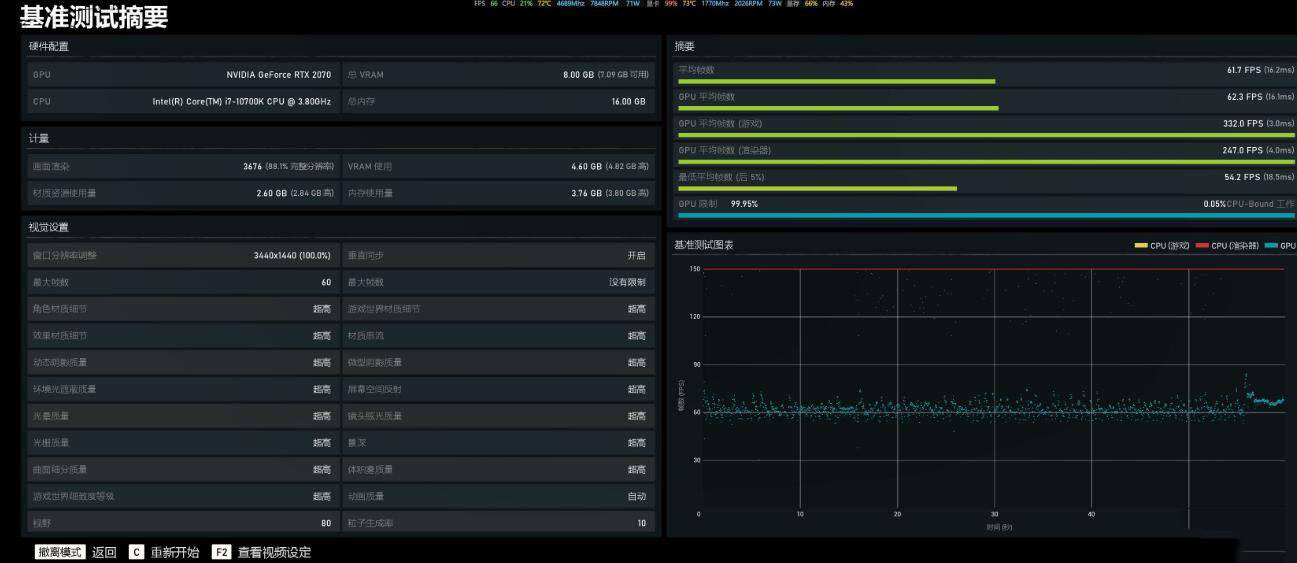 FPS 66 CPU 21% 72℃ 4689Mhz 7848RPM 71W 显卡 99% 73℃ 1770Mhz 2026RPM 73W 显存 66% 内存 43%
基准测试摘要
硬件配置
GPU NVIDIA GeForce RTX 2070 总 VRAM 8.00 GB (7.09 GB 可用)
CPU Intel(R) Core(TM) i7-10700K CPU @ 3.80GHz 总内存 16.00 GB
计量
画面渲染 3676 (88.1% 完整分辨率) VRAM 使用 4.60 GB (4.82 GB 高)
材质资源使用量 2.60 GB (2.84 GB 高) 内存使用量 3.76 GB (3.80 GB 高)
视觉设置
窗口分辨率调整 3440x1440 (100.0%) 垂直同步 开启
最大帧数 60 最大帧数 没有限制
角色材质细节 超高 游戏世界材质细节 超高
效果材质细节 超高 材质串流 超高
动态阴影质量 超高 微型阴影质量 超高
环境光遮蔽质量 超高 屏幕空间反射 超高
光晕质量 超高 镜头眩光质量 超高
光栅质量 超高 景深 超高
曲面细分质量 超高 体积雾质量 超高
游戏世界细致度等级 超高 动画质量 自动
视野 80 粒子生成率 10
摘要
平均帧数 61.7 FPS (16.2ms)
GPU 平均帧数 62.3 FPS (16.1ms)
GPU 平均帧数 (游戏) 332.0 FPS (3.0ms)
GPU 平均帧数 (渲染器) 247.0 FPS (4.0ms)
最低平均帧数 (后 5%) 54.2 FPS (18.5ms)
GPU 限制 99.95% 0.05%CPU-Bound 工作
基准测试图表 CPU (游戏) CPU (渲染器) GPU
150
120
90
60
30
帧数 (FPS)
0 10 20 30 40
时间 (秒)
撤离模式 返回 C 重新开始 F2 查看视频设定